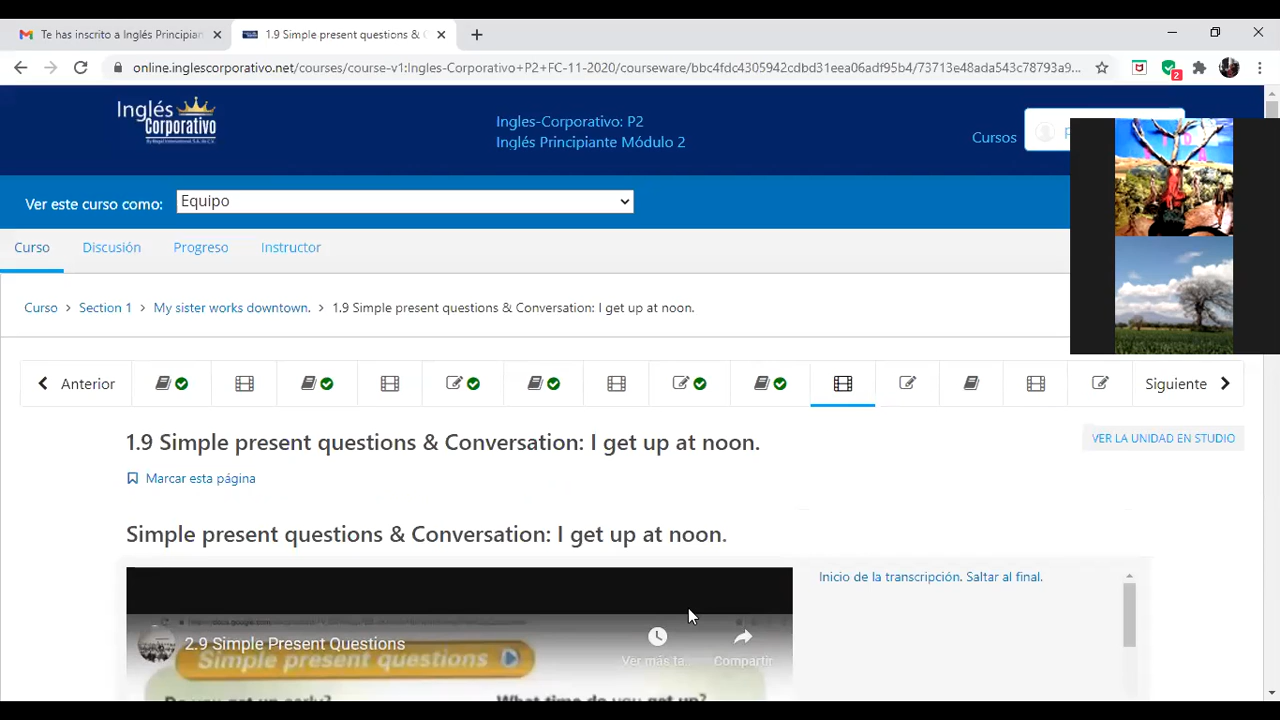 Te has inscrito a Inglés Principian
1.9 Simple present questions & C
online.inglescorporativo.net/courses/course-v1:Ingles-Corporativo+P2+FC-11-2020/courseware/bbc4fdc4305942cdbd31eea06adf95b4/73713e48ada543c78793a9...
2
Inglés
Corporativo
Ingles-Corporativo: P2
Inglés Principiante Módulo 2
Cursos
Ver este curso como:
Equipo
Curso
Discusión
Progreso
Instructor
Curso > Section 1 > My sister works downtown. > 1.9 Simple present questions & Conversation: I get up at noon.
Anterior
Siguiente
1.9 Simple present questions & Conversation: I get up at noon.
VER LA UNIDAD EN STUDIO
Marcar esta página
Simple present questions & Conversation: I get up at noon.
Inicio de la transcripción. Saltar al final.
2.9 Simple Present Questions
Ver más ta...
Compartir
Simple present questions
Do you get up early?
What time do you get up?